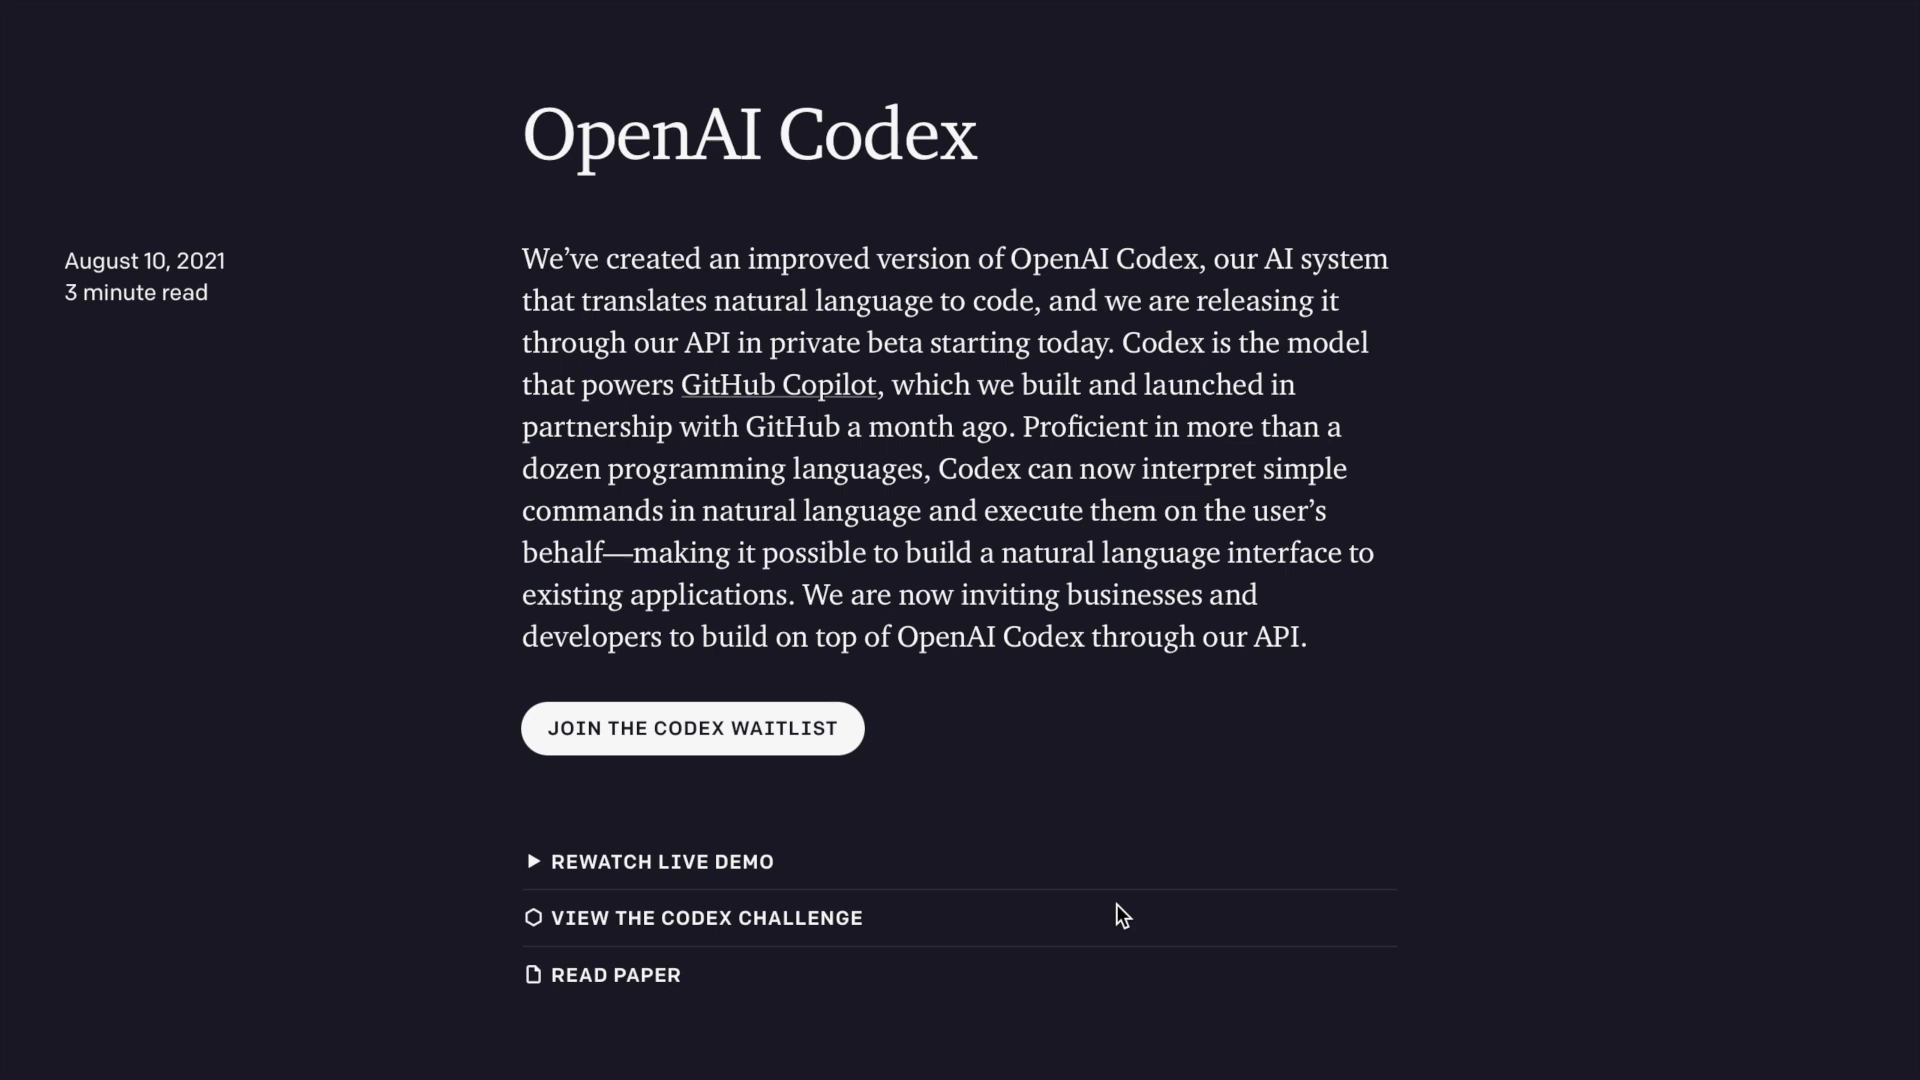 OpenAI Codex
August 10, 2021
3 minute read
We’ve created an improved version of OpenAI Codex, our AI system
that translates natural language to code, and we are releasing it
through our API in private beta starting today. Codex is the model
that powers GitHub Copilot, which we built and launched in
partnership with GitHub a month ago. Proficient in more than a
dozen programming languages, Codex can now interpret simple
commands in natural language and execute them on the user’s
behalf—making it possible to build a natural language interface to
existing applications. We are now inviting businesses and
developers to build on top of OpenAI Codex through our API.
JOIN THE CODEX WAITLIST
REWATCH LIVE DEMO
VIEW THE CODEX CHALLENGE
READ PAPER